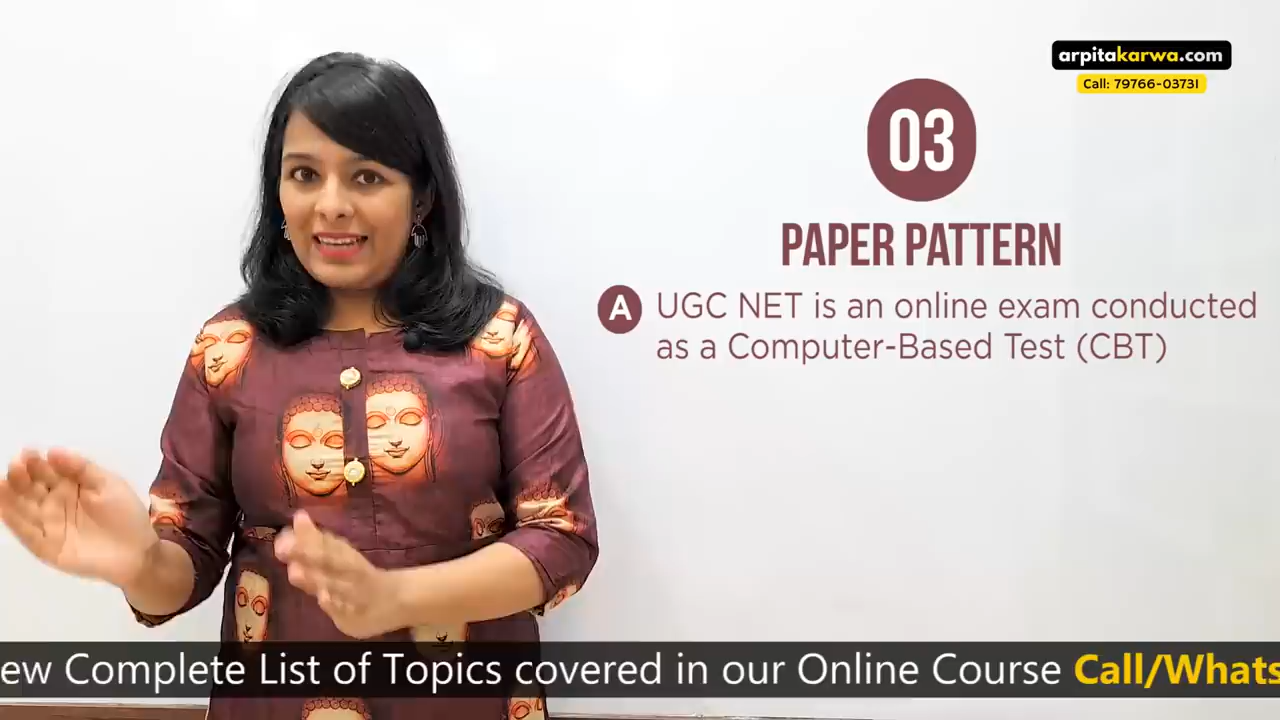 arpitakarwa.com
Call: 79766-03731
03
PAPER PATTERN
A UGC NET is an online exam conducted
as a Computer-Based Test (CBT)
ew Complete List of Topics covered in our Online Course Call/Whats